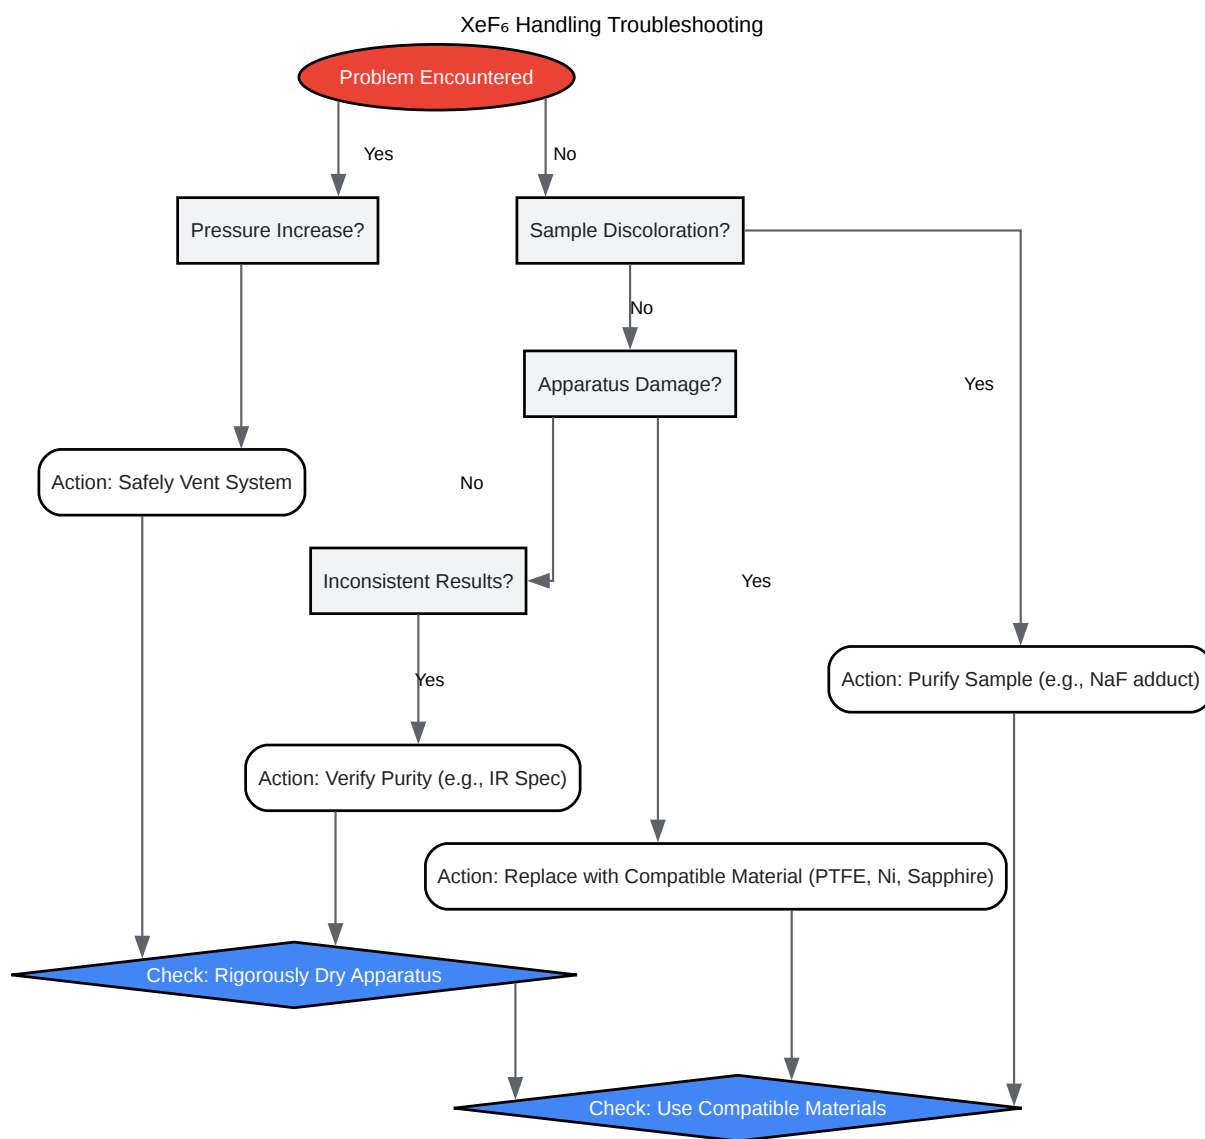 XeF₆ Handling Troubleshooting
Problem Encountered
Yes
No
Pressure Increase?
Sample Discoloration?
No
Apparatus Damage?
Yes
Action: Safely Vent System
No
Inconsistent Results?
Yes
Yes
Action: Purify Sample (e.g., NaF adduct)
Action: Verify Purity (e.g., IR Spec)
Action: Replace with Compatible Material (PTFE, Ni, Sapphire)
Check: Rigorously Dry Apparatus
Check: Use Compatible Materials